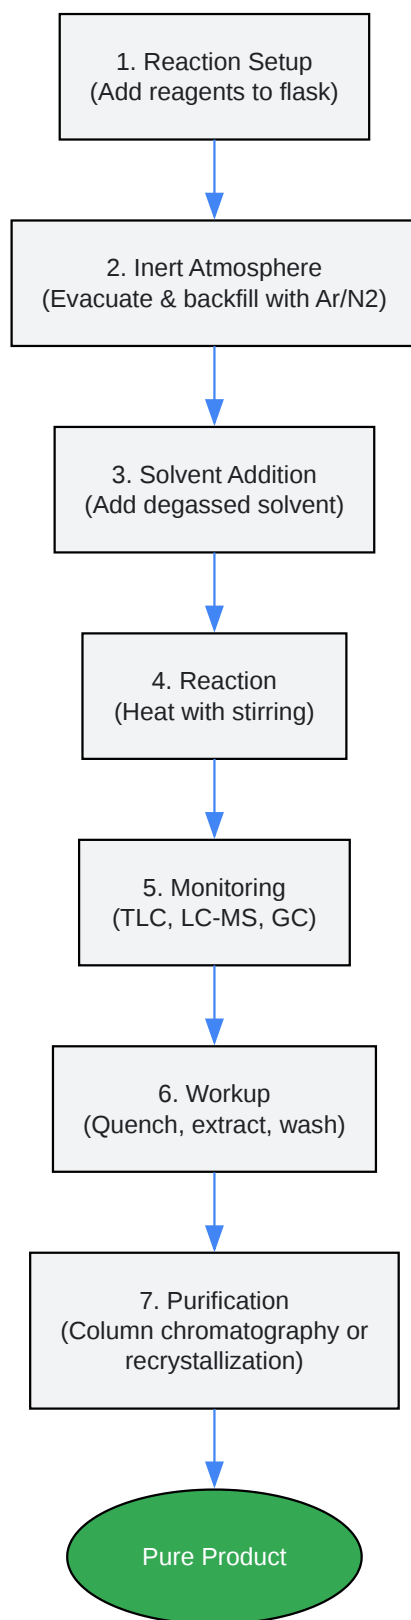 1. Reaction Setup
(Add reagents to flask)
2. Inert Atmosphere
(Evacuate & backfill with Ar/N2)
3. Solvent Addition
(Add degassed solvent)
4. Reaction
(Heat with stirring)
5. Monitoring
(TLC, LC-MS, GC)
6. Workup
(Quench, extract, wash)
7. Purification
(Column chromatography or
recrystallization)
Pure Product